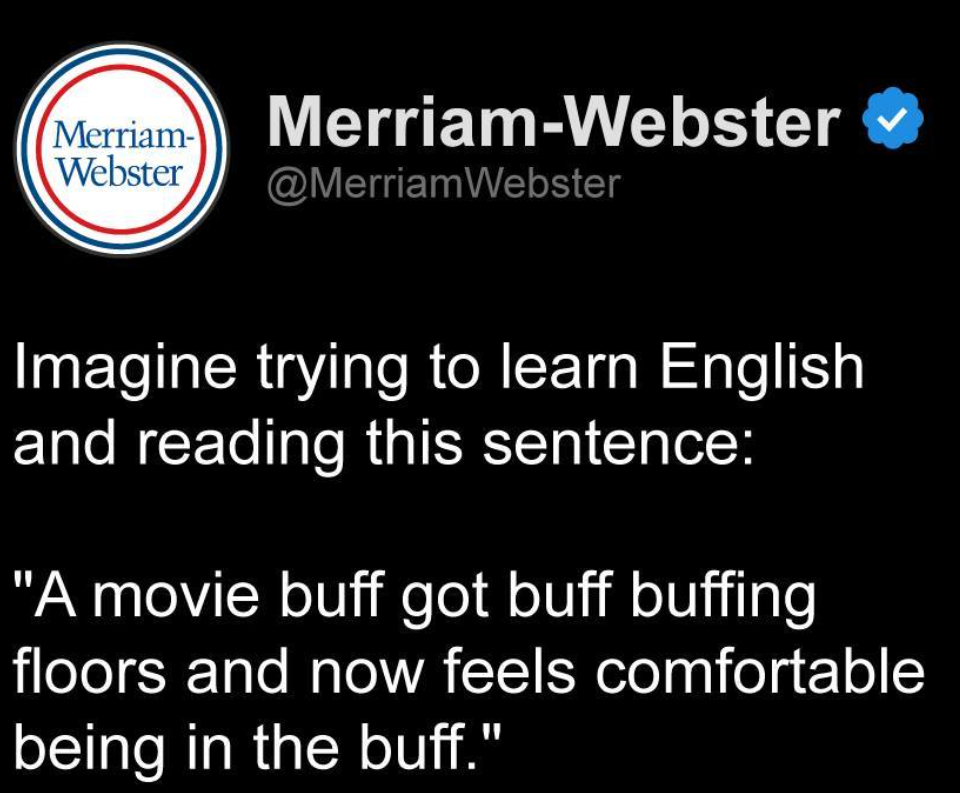 Merriam-
Webster
Merriam-Webster
@MerriamWebster
Imagine trying to learn English
and reading this sentence:
"A movie buff got buff buffing
floors and now feels comfortable
being in the buff."